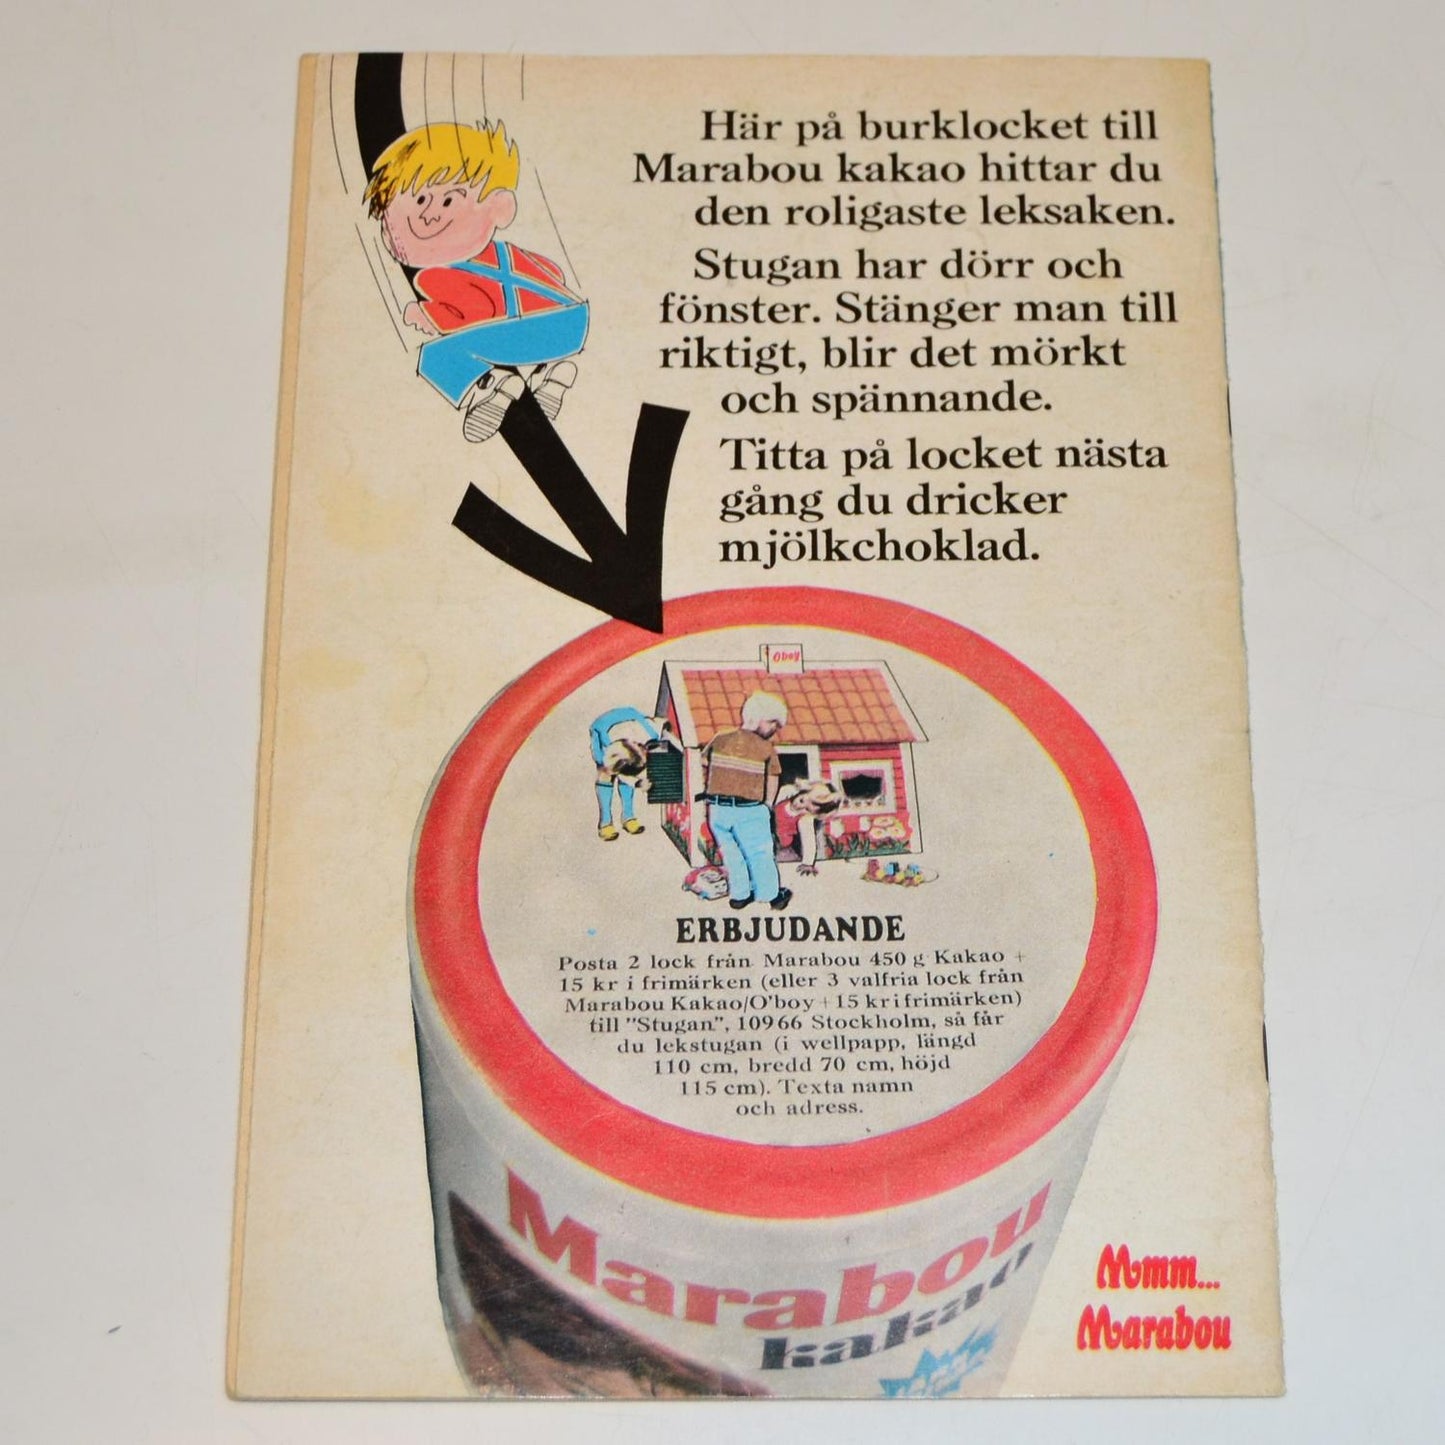 Här på burklocket till
Marabou kakao hittar du
den roligaste leksaken.
Stugan har dörr och
fönster. Stänger man till
riktigt, blir det mörkt
och spännande.
Titta på locket nästa
gång du dricker
mjölkchoklad.
O'boy
ERBJUDANDE
Posta 2 lock från Marabou 450 g Kakao +
15 kr i frimärken (eller 3 valfria lock från
Marabou Kakao/O'boy + 15 kr i frimärken)
till ”Stugan”, 109 66 Stockholm, så får
du lekstugan (i wellpapp, längd
110 cm, bredd 70 cm, höjd
115 cm). Texta namn
och adress.
Marabou
kakao
Mmmm...
Marabou